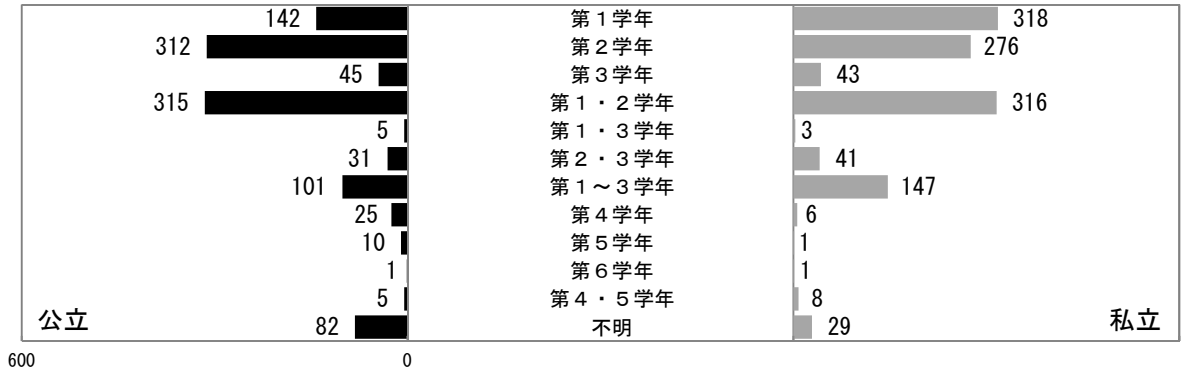 142 第１学年 318
312 第２学年 276
45 第３学年 43
315 第１・２学年 316
5 第１・３学年 3
31 第２・３学年 41
101 第１～３学年 147
25 第４学年 6
10 第５学年 1
1 第６学年 1
5 第４・５学年 8
公立 82 不明 29 私立
600 0